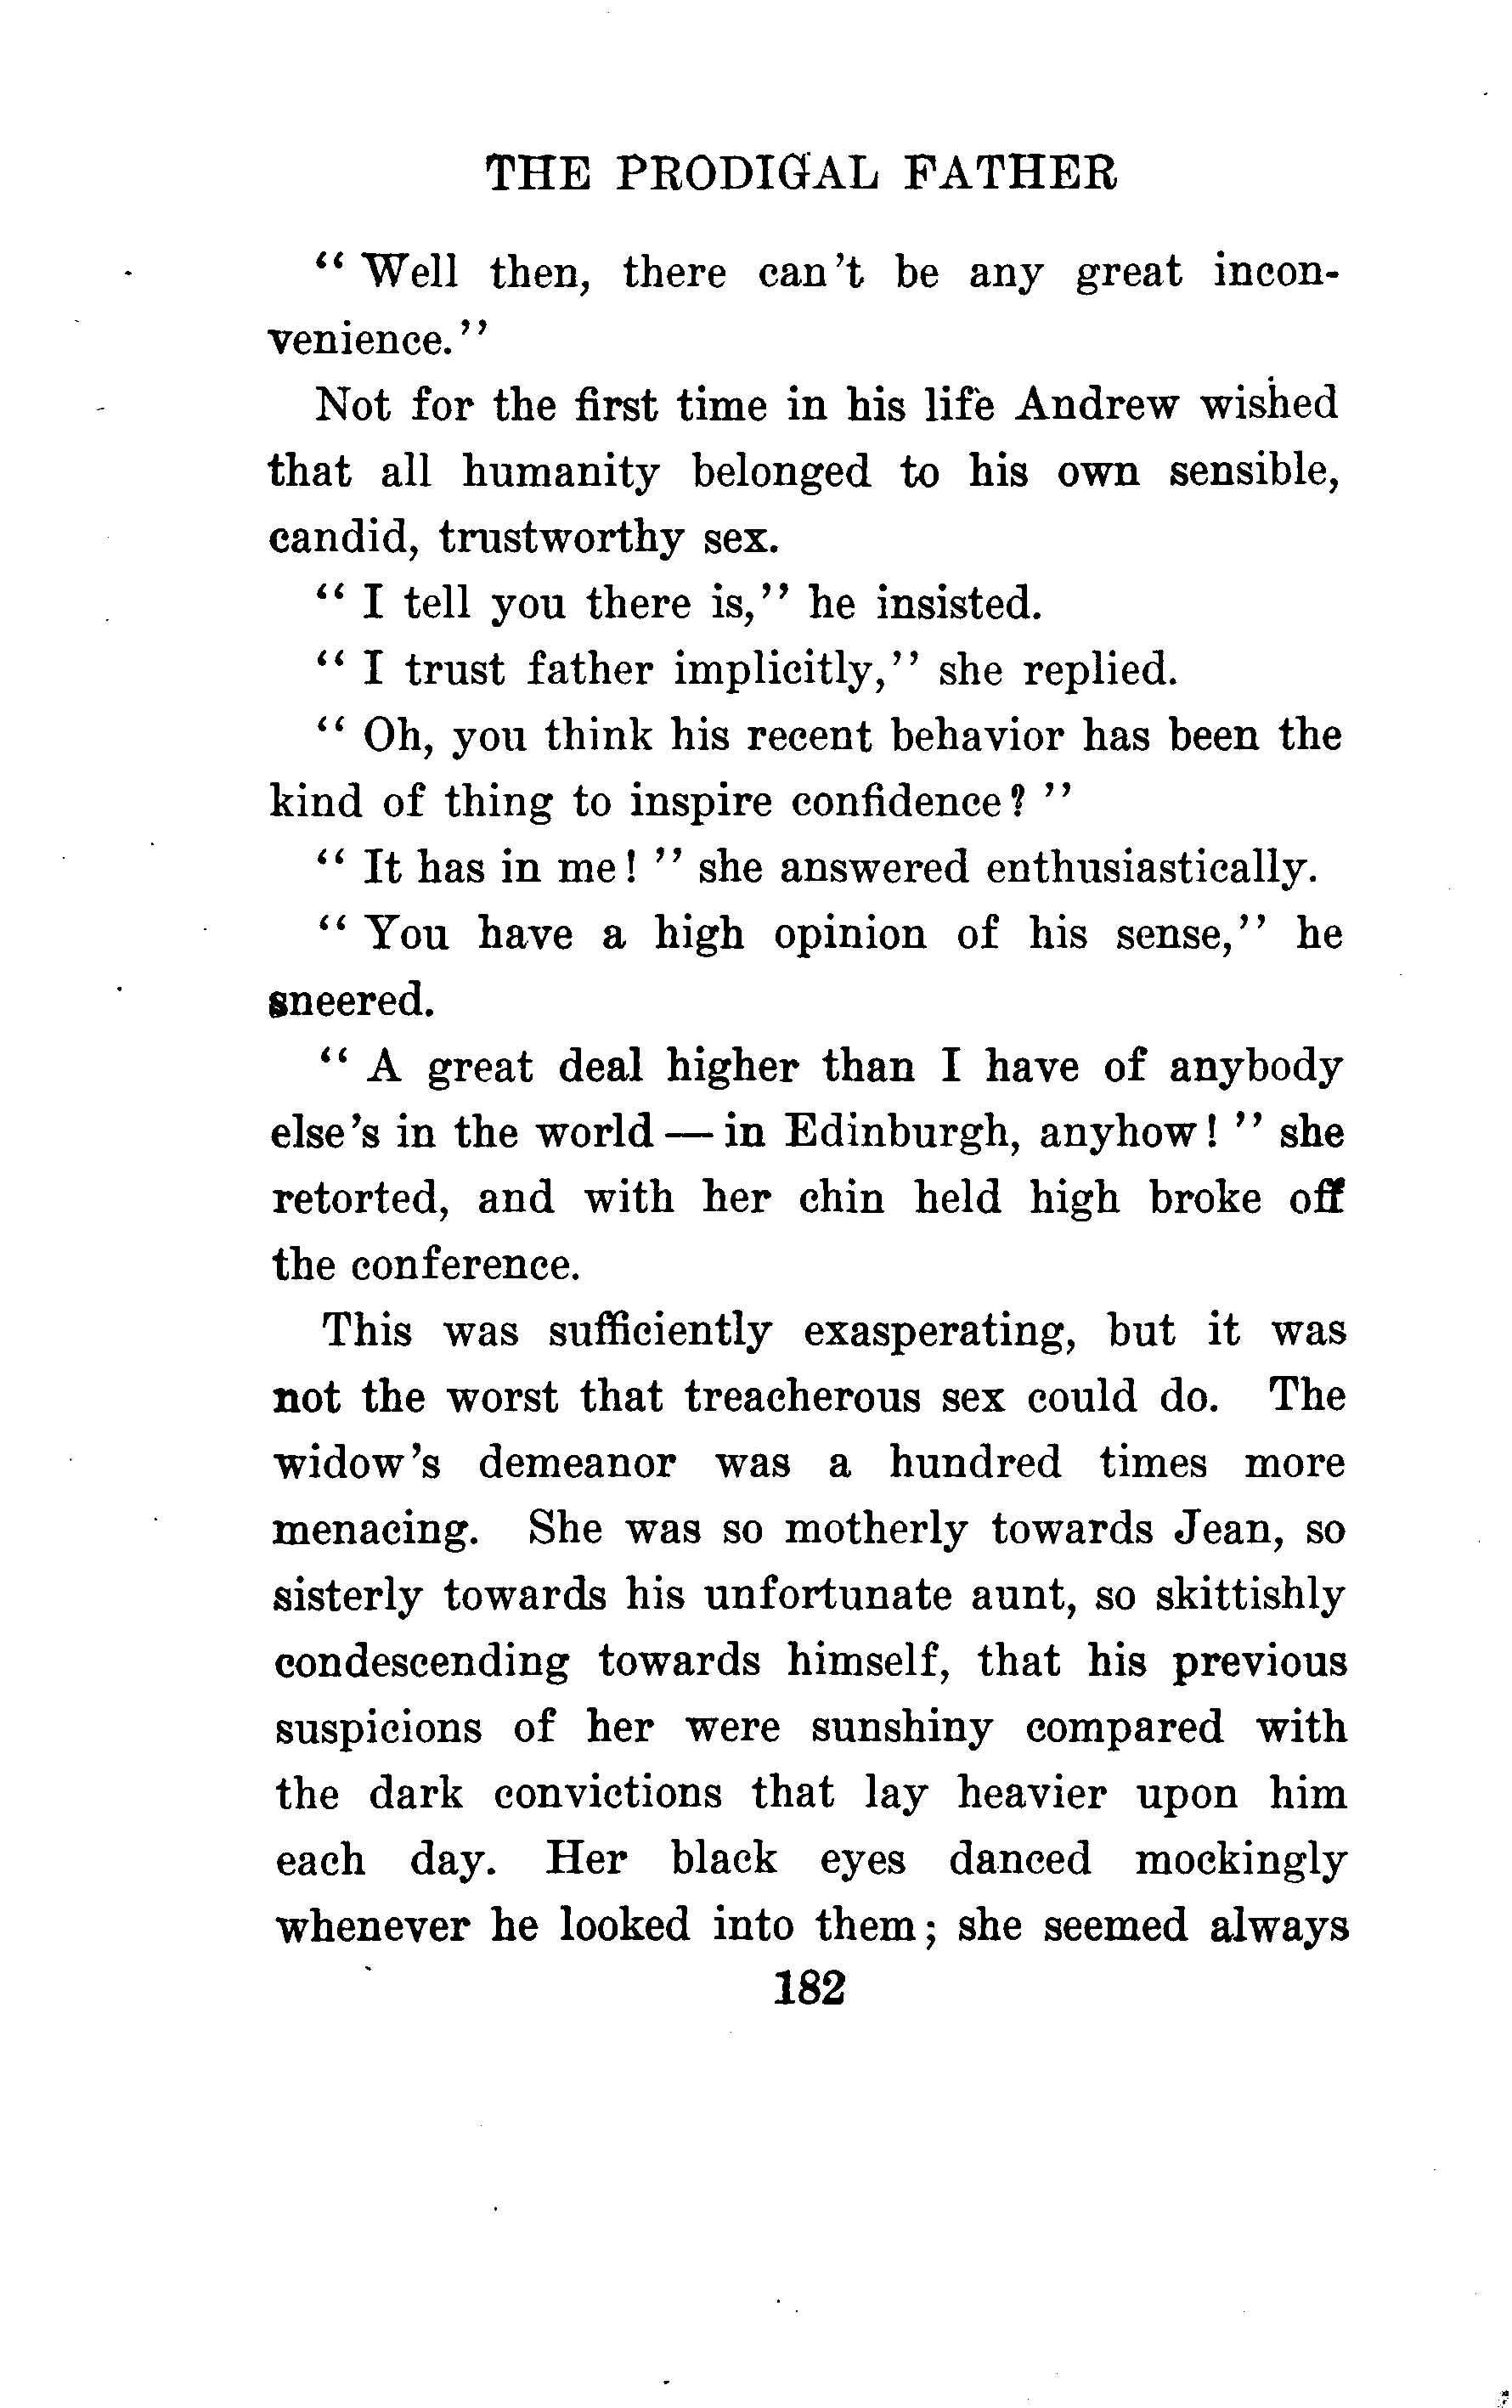 THE PRODIGAL FATHER
“ Well then, there can’t be any great incon-
venience.”
Not for the first time in his life Andrew wished
that all humanity belonged to his own sensible,
candid, trustworthy sex.
“ I tell you there is,” he insisted.
“ I trust father implicitly,” she replied.
“ Oh, you think his recent behavior has been the
kind of thing to inspire confidence? ”
“ It has in me! ” she answered enthusiastically.
“ You have a high opinion of his sense,” he
sneered.
“ A great deal higher than I have of anybody
else’s in the world — in Edinburgh, anyhow! ” she
retorted, and with her chin held high broke off
the conference.
This was sufficiently exasperating, but it was
not the worst that treacherous sex could do. The
widow’s demeanor was a hundred times more
menacing. She was so motherly towards Jean, so
sisterly towards his unfortunate aunt, so skittishly
condescending towards himself, that his previous
suspicions of her were sunshiny compared with
the dark convictions that lay heavier upon him
each day. Her black eyes danced mockingly
whenever he looked into them; she seemed always
182